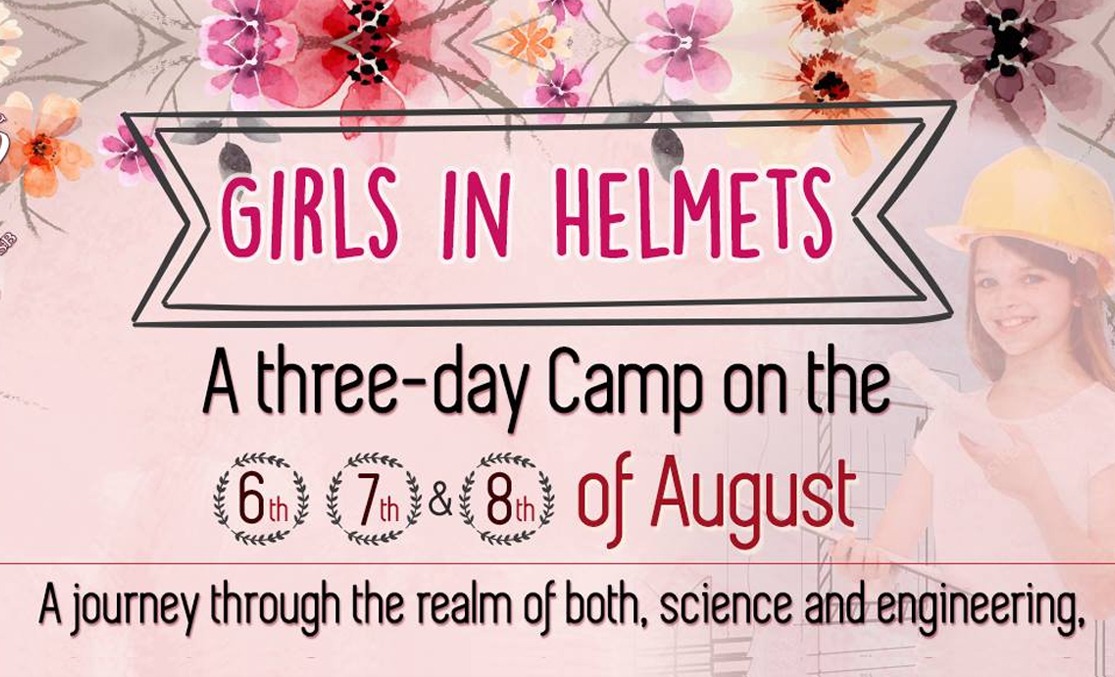 GIRLS IN HELMETS
A three-day Camp on the
6th 7th & 8th of August
A journey through the realm of both, science and engineering,